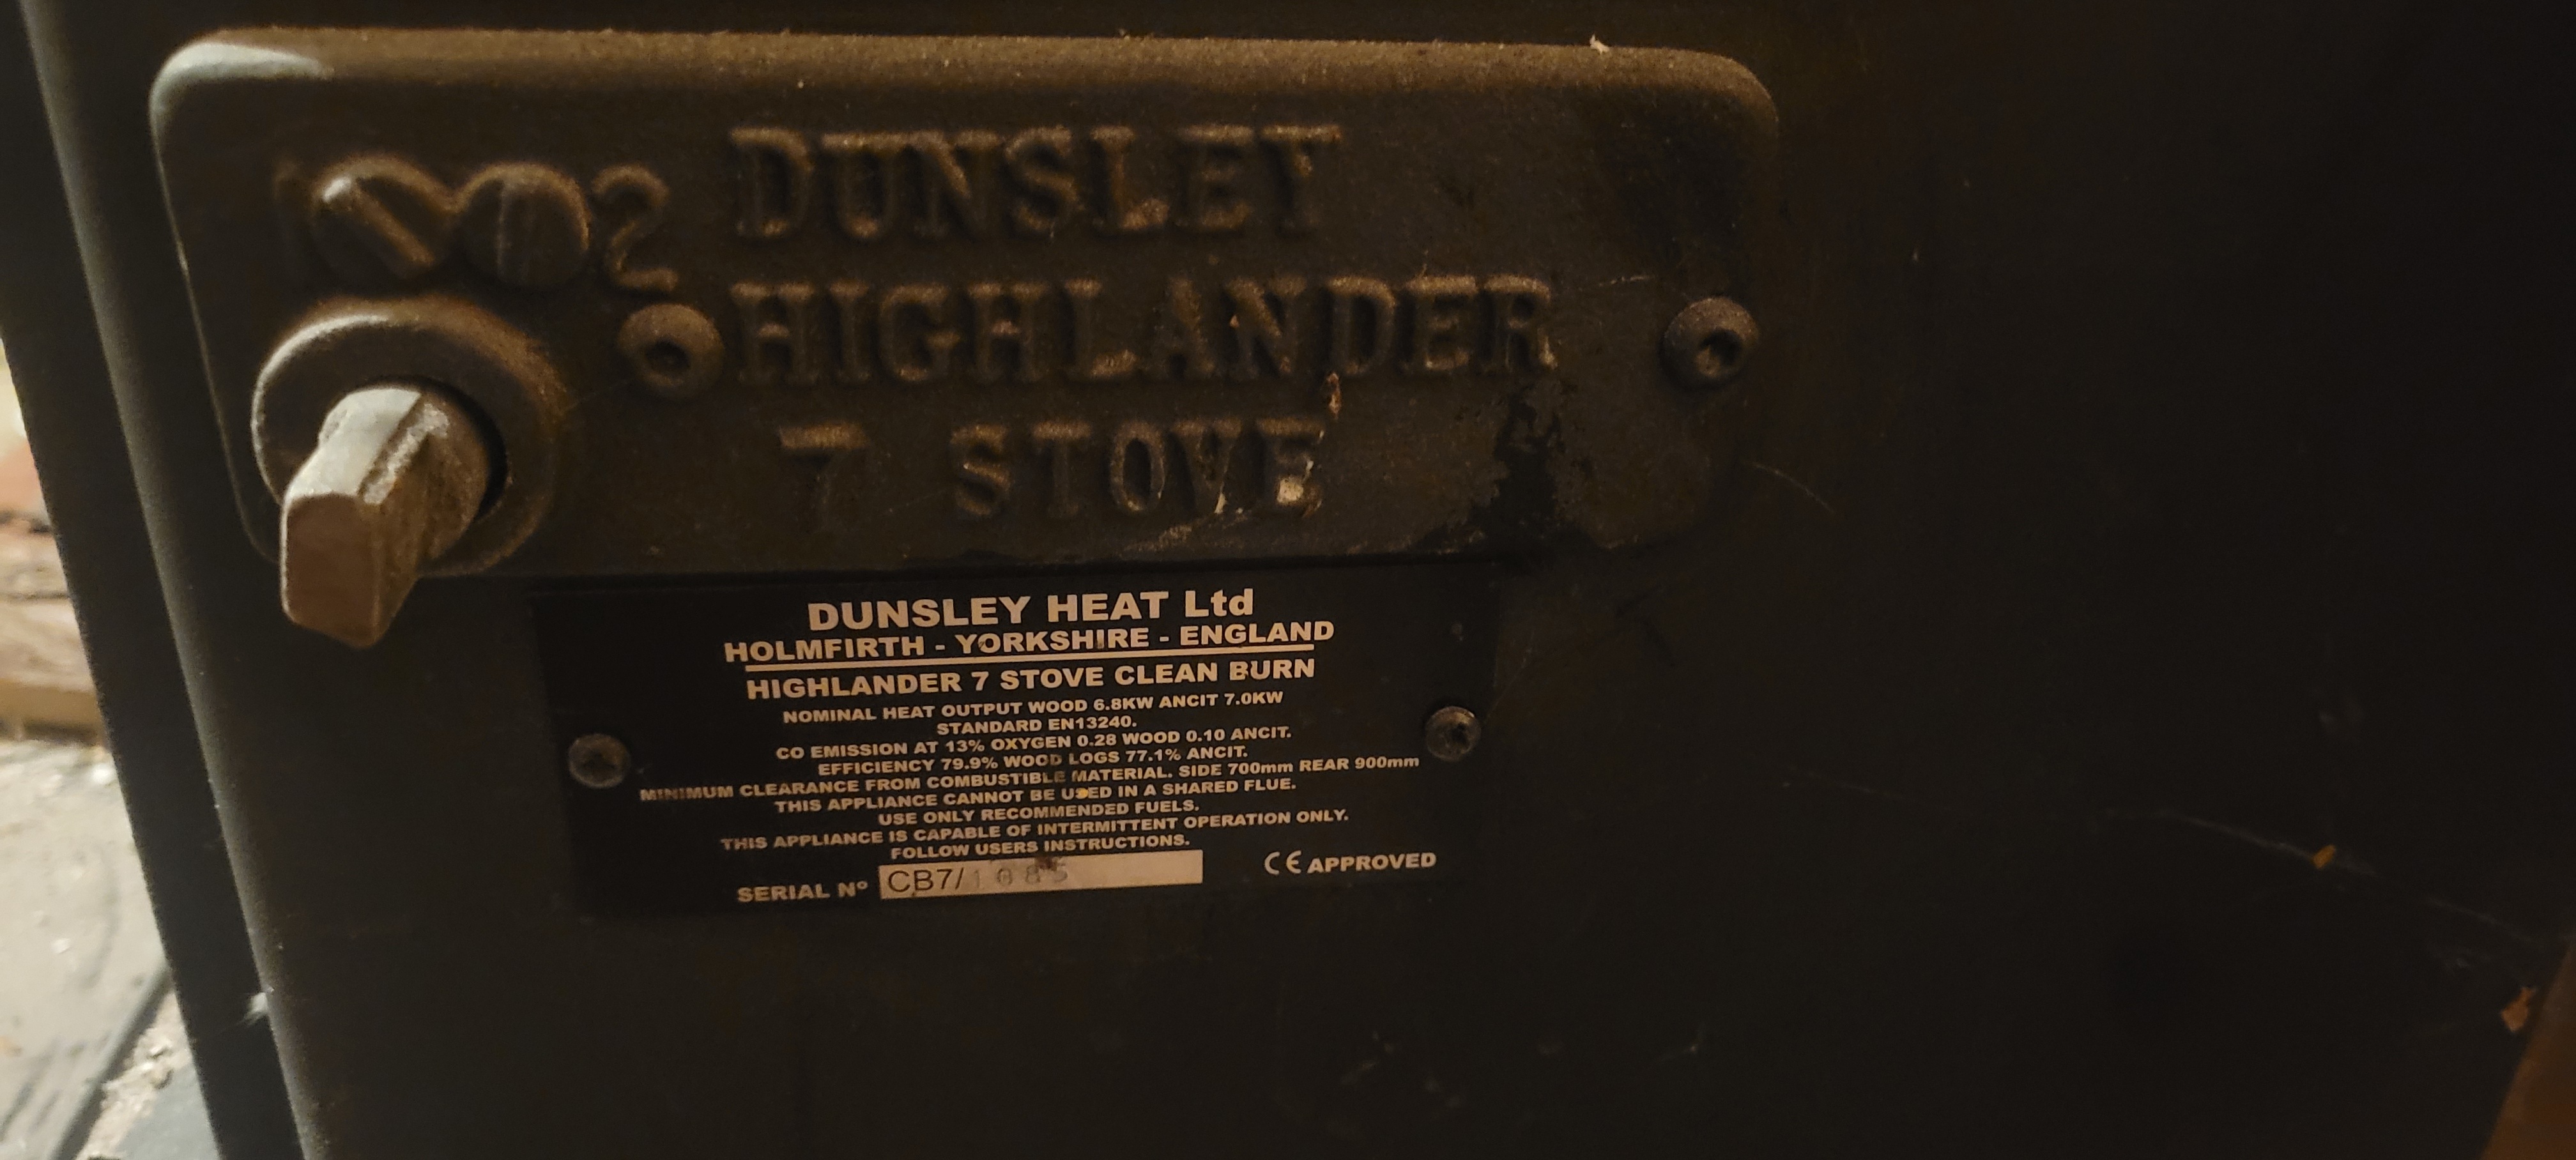 1 2
DUNSLEY
HIGHLANDER
7 STOVE
DUNSLEY HEAT Ltd
HOLMFIRTH - YORKSHIRE - ENGLAND
HIGHLANDER 7 STOVE CLEAN BURN
NOMINAL HEAT OUTPUT WOOD 6.8KW ANCIT 7.0KW
STANDARD EN13240.
CO EMISSION AT 13% OXYGEN 0.28 WOOD 0.10 ANCIT.
EFFICIENCY 79.9% WOOD LOGS 77.1% ANCIT.
MINIMUM CLEARANCE FROM COMBUSTIBLE MATERIAL. SIDE 700mm REAR 900mm
THIS APPLIANCE CANNOT BE USED IN A SHARED FLUE.
USE ONLY RECOMMENDED FUELS.
THIS APPLIANCE IS CAPABLE OF INTERMITTENT OPERATION ONLY.
FOLLOW USERS INSTRUCTIONS.
SERIAL Nº CB7/1085 CE APPROVED